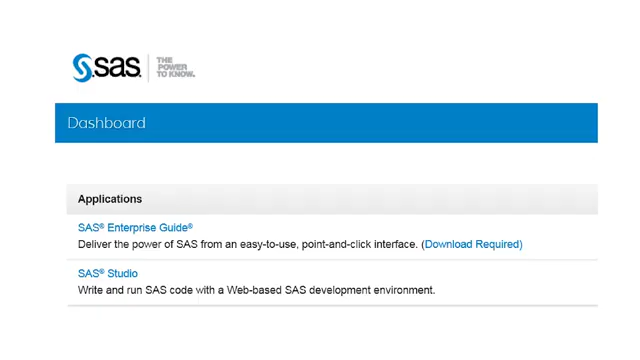 sas. THE
POWER
TO KNOW.
Dashboard
Applications
SAS® Enterprise Guide®
Deliver the power of SAS from an easy-to-use, point-and-click interface. (Download Required)
SAS® Studio
Write and run SAS code with a Web-based SAS development environment.